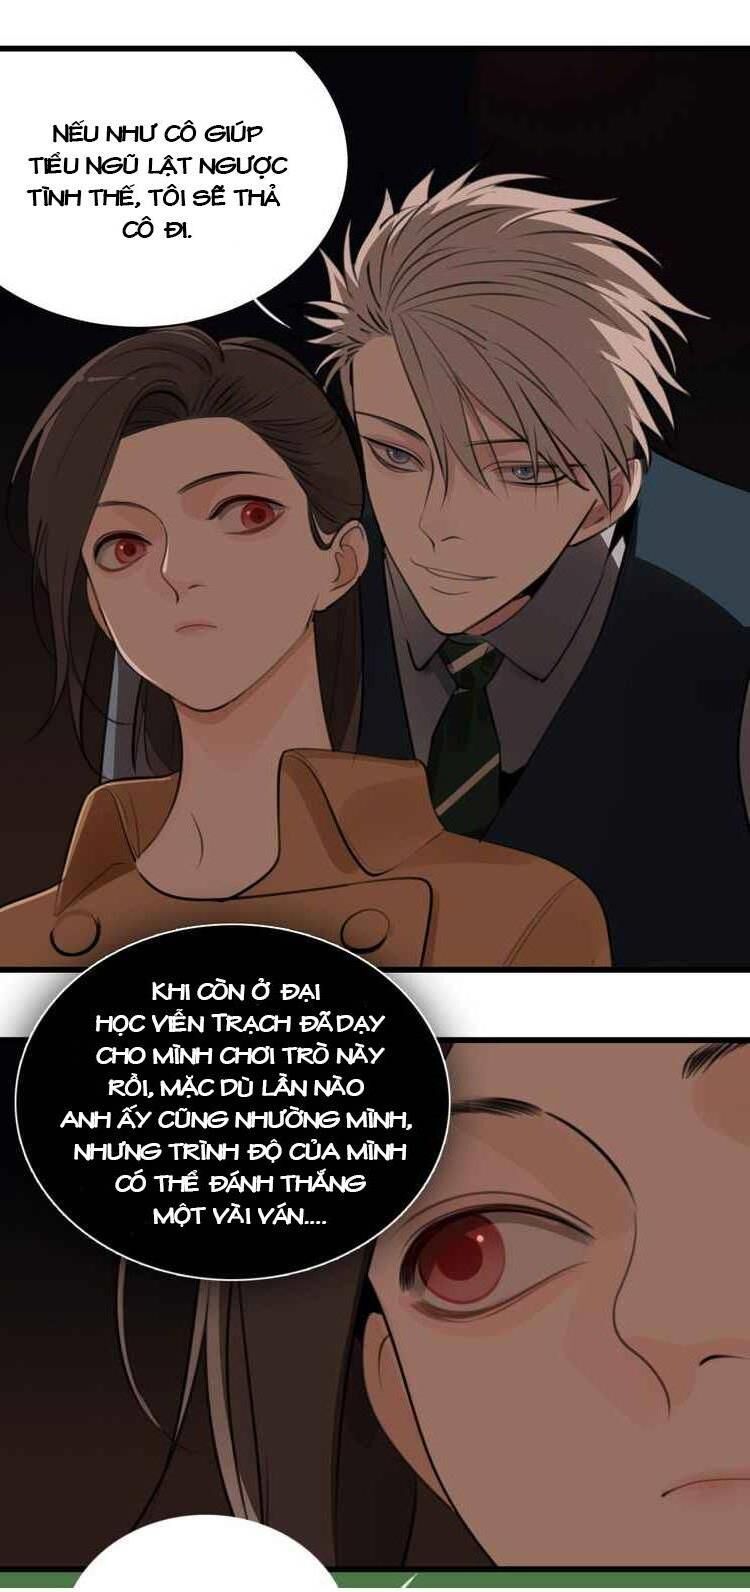 NẾU NHƯ CÔ GIÚP
TIỂU NGŨ LẬT NGƯỢC
TÌNH THẾ, TÔI SẼ THẢ
CÔ ĐI.
KHI CÒN Ở ĐẠI
HỌC VIỄN TRẠCH ĐÃ DẠY
CHO MÌNH CHƠI TRÒ NÀY
RỒI, MẶC DÙ LẦN NÀO
ANH ẤY CŨNG NHƯỜNG MÌNH,
NHƯNG TRÌNH ĐỘ CỦA MÌNH
CÓ THỂ ĐÁNH THẮNG
MỘT VÀI VÁN....